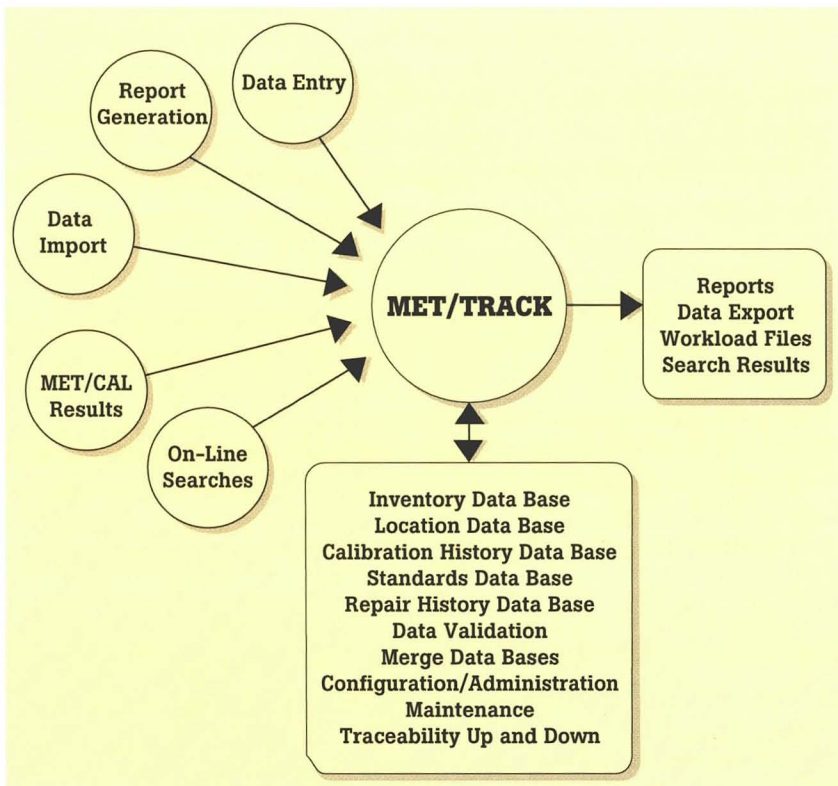 Data Entry
Report
Generation
Data
Import
MET/CAL
Results
On-Line
Searches
MET/TRACK
Reports
Data Export
Workload Files
Search Results
Inventory Data Base
Location Data Base
Calibration History Data Base
Standards Data Base
Repair History Data Base
Data Validation
Merge Data Bases
Configuration/Administration
Maintenance
Traceability Up and Down